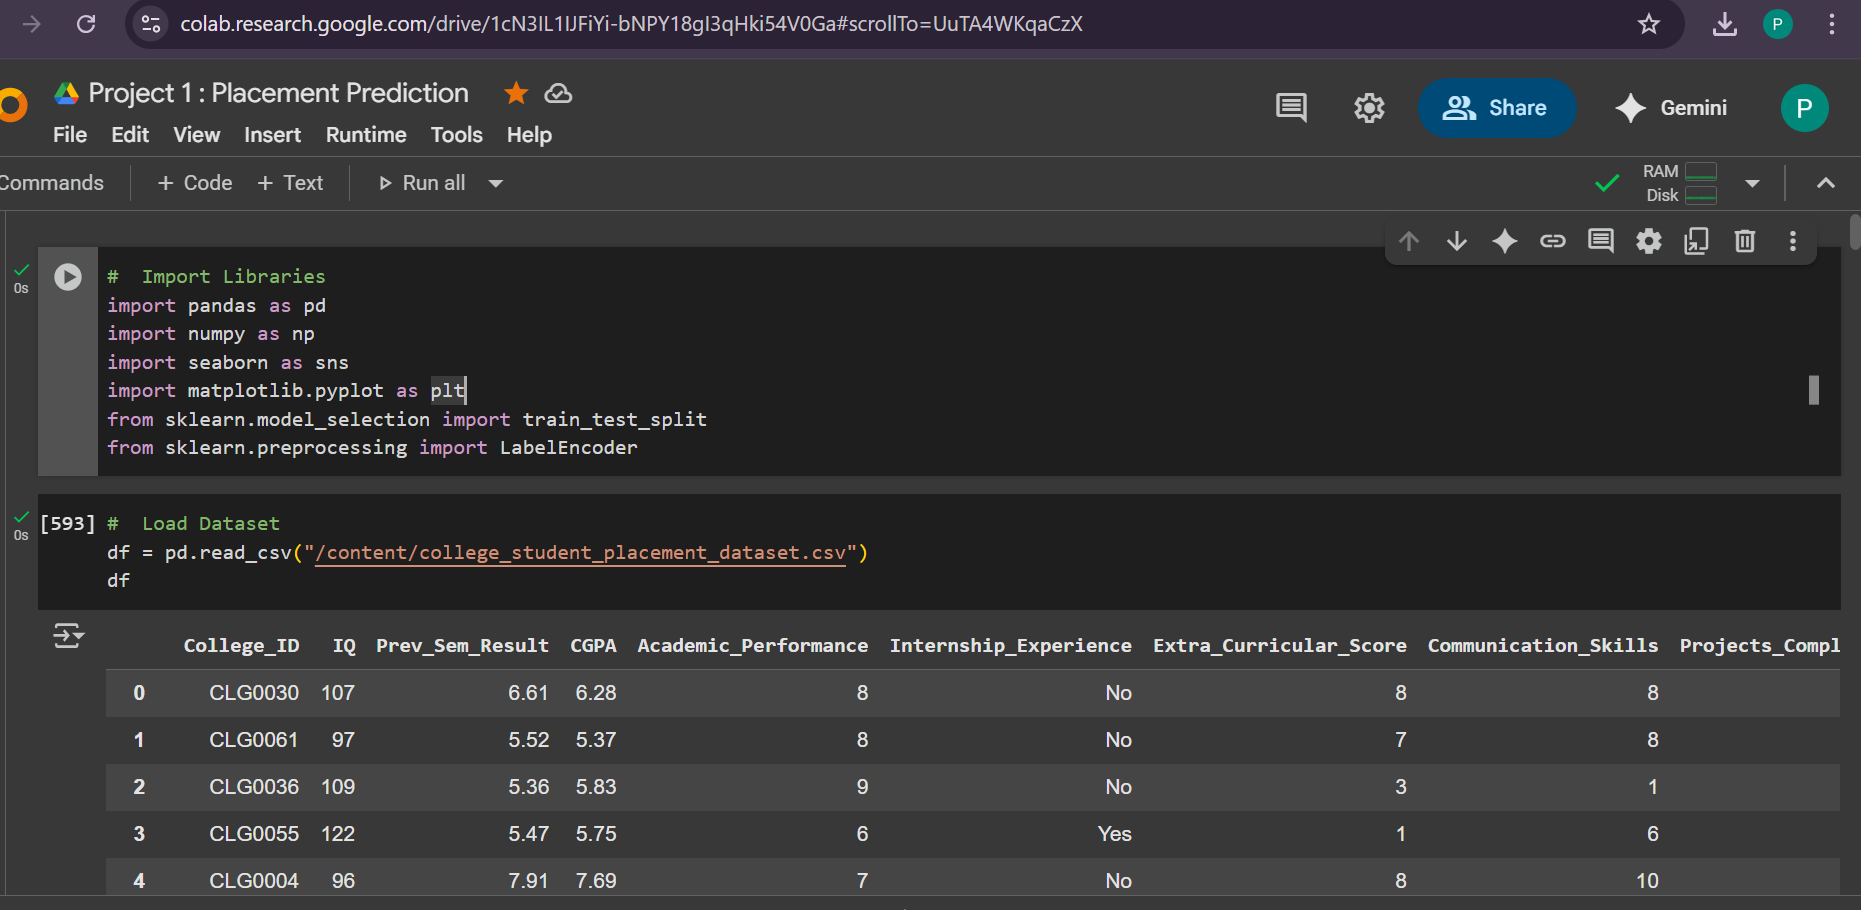 colab.research.google.com/drive/1cN3IL1IJFiYi-bNPY18gI3qHki54V0Ga#scrollTo=UuTA4WKqaCzX
P
Project 1 : Placement Prediction
File Edit View Insert Runtime Tools Help
Share
Gemini
P
Commands + Code + Text Run all
RAM
Disk
0s
# Import Libraries
import pandas as pd
import numpy as np
import seaborn as sns
import matplotlib.pyplot as plt
from sklearn.model_selection import train_test_split
from sklearn.preprocessing import LabelEncoder
0s
[593] # Load Dataset
df = pd.read_csv("/content/college_student_placement_dataset.csv")
df
College_ID IQ Prev_Sem_Result CGPA Academic_Performance Internship_Experience Extra_Curricular_Score Communication_Skills Projects_Compl
0 CLG0030 107 6.61 6.28 8 No 8 8
1 CLG0061 97 5.52 5.37 8 No 7 8
2 CLG0036 109 5.36 5.83 9 No 3 1
3 CLG0055 122 5.47 5.75 6 Yes 1 6
4 CLG0004 96 7.91 7.69 7 No 8 10